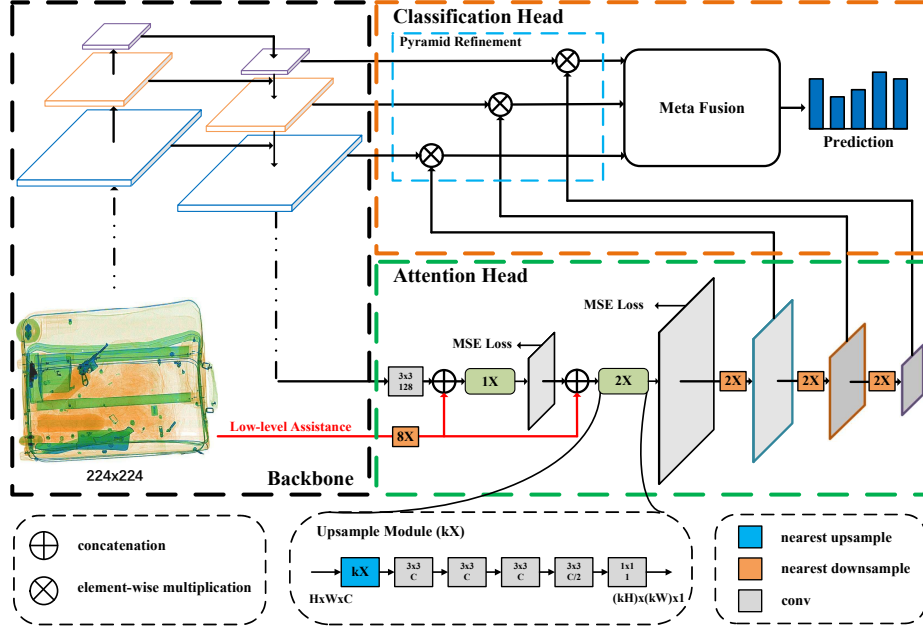 Classification Head
Pyramid Refinement
Meta Fusion
Prediction
Attention Head
MSE Loss
MSE Loss
3x3
128
1X
2X
2X
2X
2X
Low-level Assistance
8X
224x224
Backbone
concatenation
element-wise multiplication
Upsample Module (kX)
kX
3x3
C
3x3
C
3x3
C
3x3
C/2
1x1
1
HxWxC
(kH)x(kW)x1
nearest upsample
nearest downsample
conv